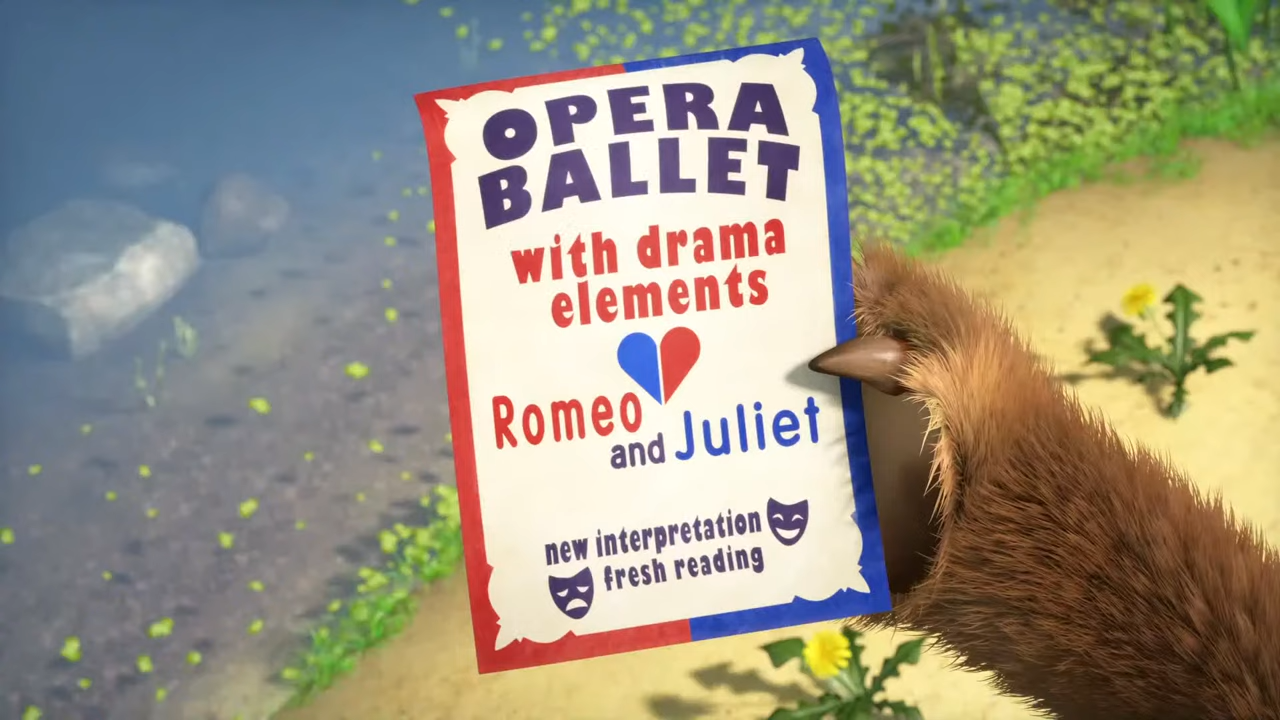 OPERA
BALLET
with drama
elements
Romeo
and Juliet
new interpretation
fresh reading